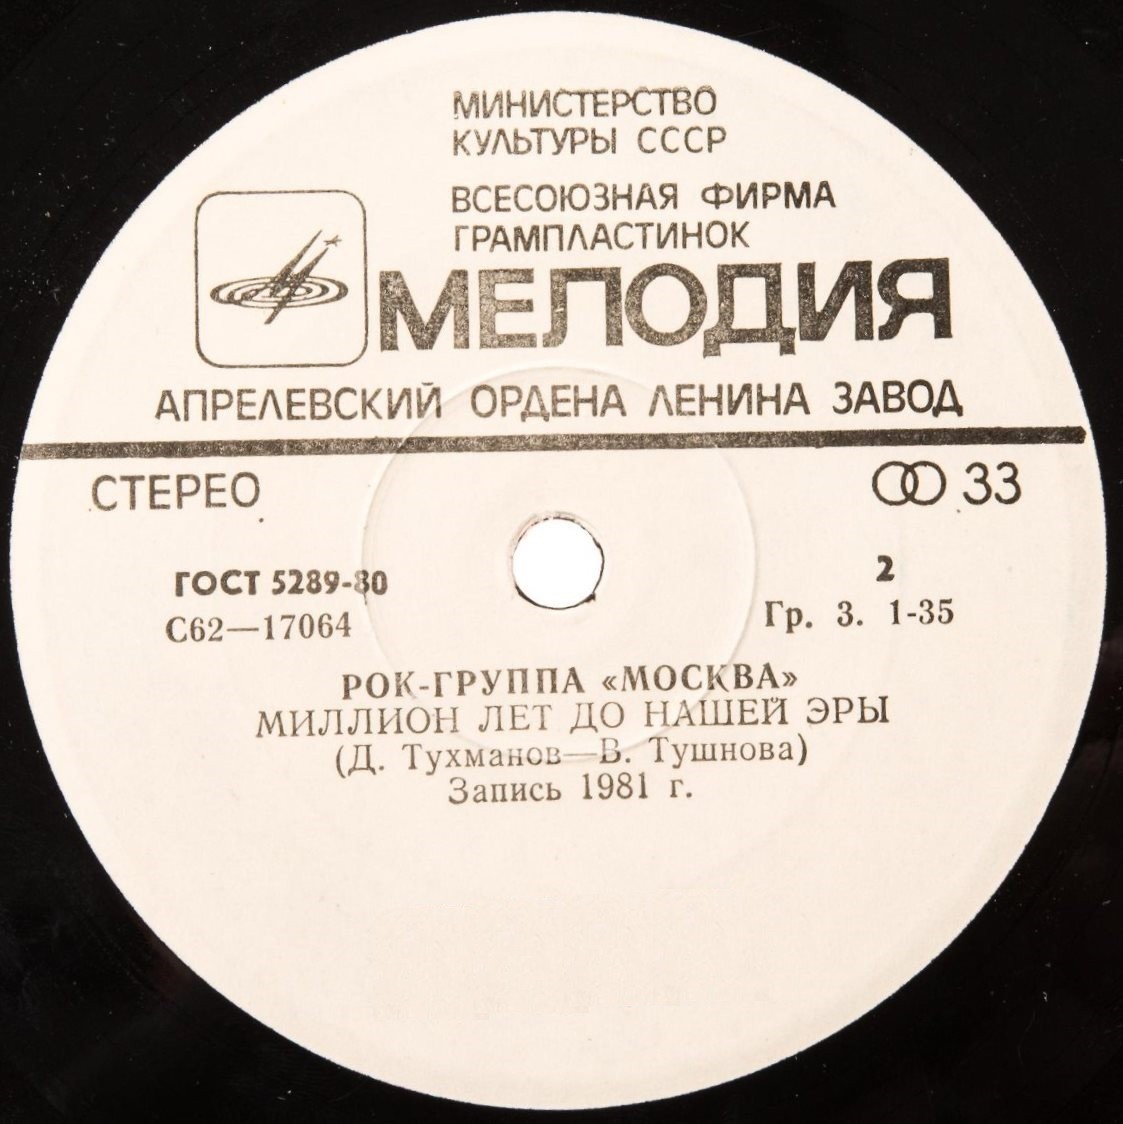 МИНИСТЕРСТВО
КУЛЬТУРЫ СССР
ВСЕСОЮЗНАЯ ФИРМА
ГРАМПЛАСТИНОК
МЕЛОДИЯ
АПРЕЛЕВСКИЙ ОРДЕНА ЛЕНИНА ЗАВОД
СТЕРЕО 33
ГОСТ 5289-80 2
С62—17064 Гр. 3. 1-35
РОК-ГРУППА «МОСКВА»
МИЛЛИОН ЛЕТ ДО НАШЕЙ ЭРЫ
(Д. Тухманов—В. Тушнова)
Запись 1981 г.